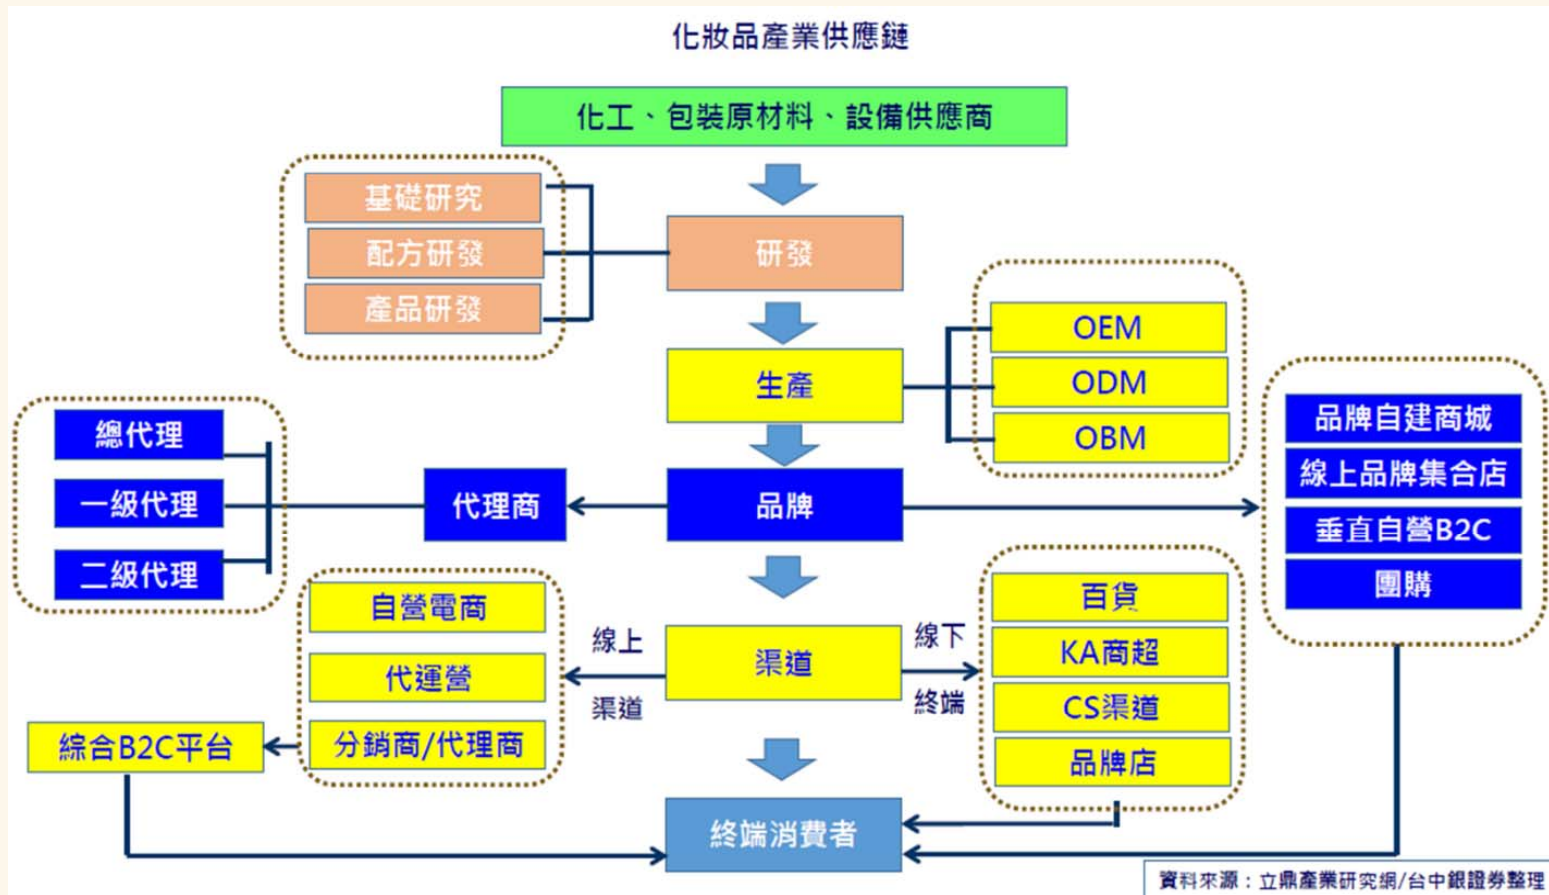 化妝品產業供應鏈
化工、包裝原材料、設備供應商
基礎研究
配方研發
產品研發
研發
生產
OEM
ODM
OBM
總代理
一級代理
二級代理
代理商
品牌
品牌自建商城
線上品牌集合店
垂直自營B2C
團購
自營電商
代運營
分銷商/代理商
綜合B2C平台
線上
渠道
渠道
線下
終端
百貨
KA商超
CS渠道
品牌店
終端消費者
資料來源：立鼎產業研究網/台中銀證券整理